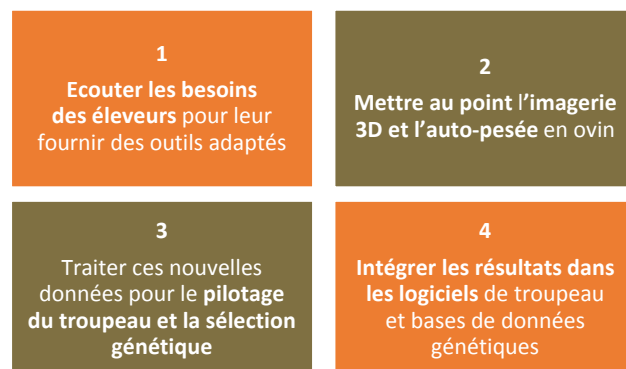 1
Ecouter les besoins
des éleveurs pour leur
fournir des outils adaptés
2
Mettre au point l’imagerie
3D et l’auto-pesée en ovin
3
Traiter ces nouvelles
données pour le pilotage
du troupeau et la sélection
génétique
4
Intégrer les résultats dans
les logiciels de troupeau
et bases de données
génétiques